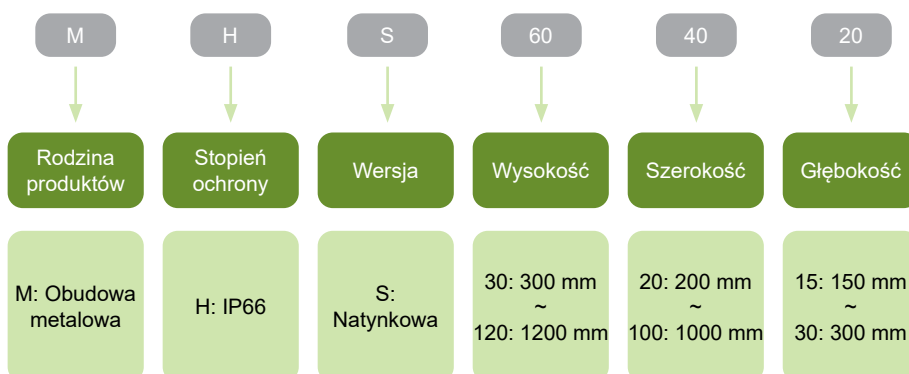 M H S 60 40 20
Rodzina
produktów
Stopień
ochrony
Wersja
Wysokość
Szerokość
Głębokość
M: Obudowa
metalowa
H: IP66
S:
Natynkowa
30: 300 mm
~
120: 1200 mm
20: 200 mm
~
100: 1000 mm
15: 150 mm
~
30: 300 mm